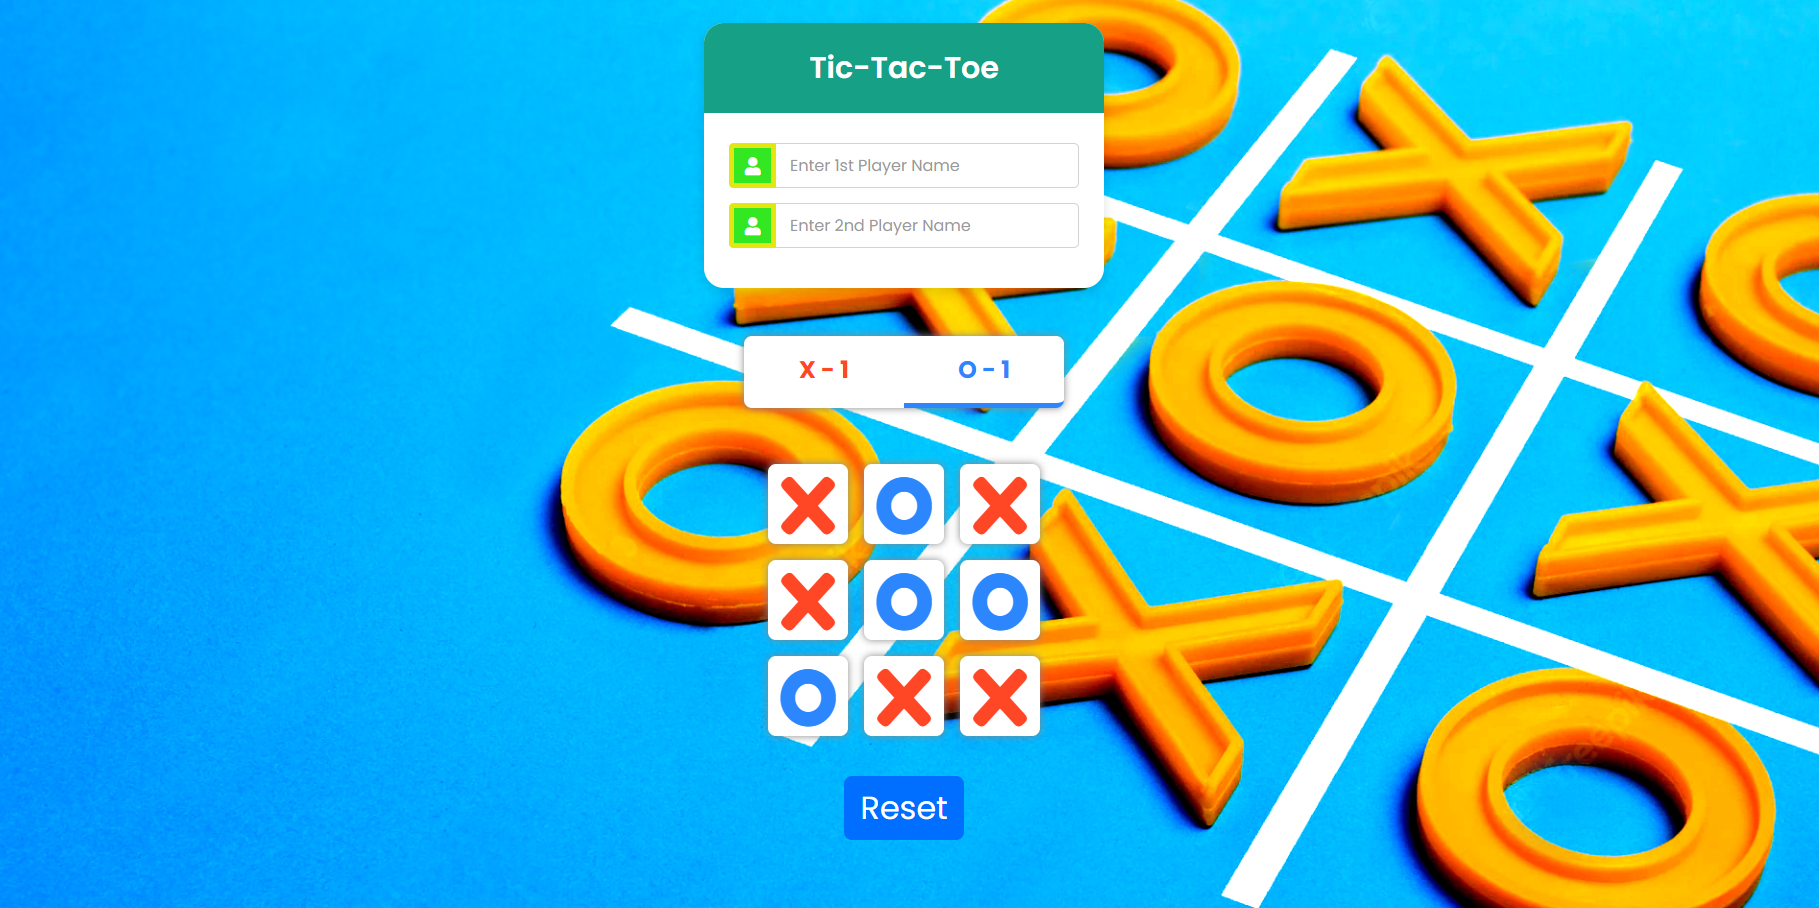 Tic-Tac-Toe
Enter 1st Player Name
Enter 2nd Player Name
X - 1 O - 1
X O X
X O O
O X X
Reset